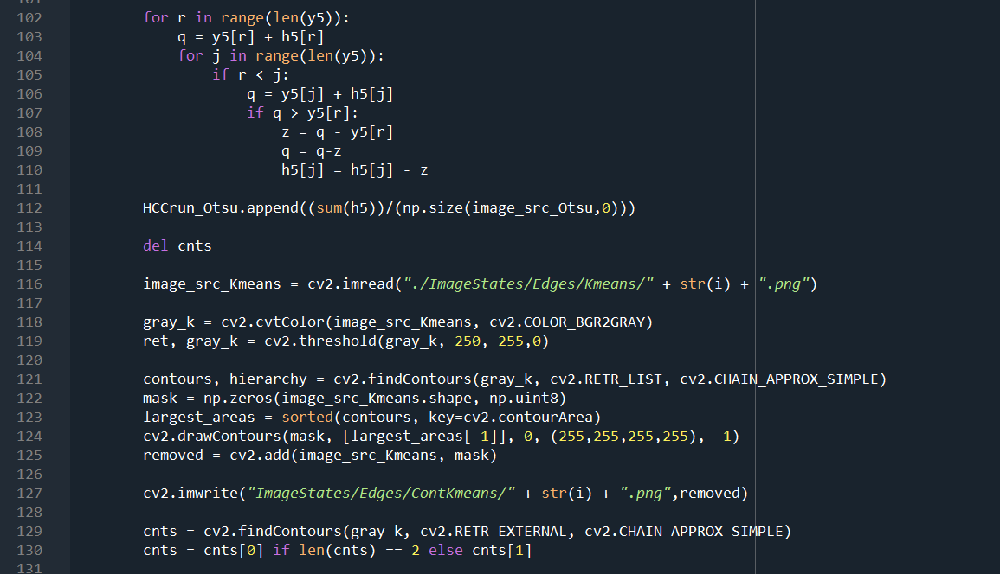 101
102 for r in range(len(y5)):
103 q = y5[r] + h5[r]
104 for j in range(len(y5)):
105 if r < j:
106 q = y5[j] + h5[j]
107 if q > y5[r]:
108 z = q - y5[r]
109 q = q-z
110 h5[j] = h5[j] - z
111
112 HCCrun_Otsu.append((sum(h5))/(np.size(image_src_Otsu,0)))
113
114 del cnts
115
116 image_src_Kmeans = cv2.imread("./ImageStates/Edges/Kmeans/" + str(i) + ".png")
117
118 gray_k = cv2.cvtColor(image_src_Kmeans, cv2.COLOR_BGR2GRAY)
119 ret, gray_k = cv2.threshold(gray_k, 250, 255,0)
120
121 contours, hierarchy = cv2.findContours(gray_k, cv2.RETR_LIST, cv2.CHAIN_APPROX_SIMPLE)
122 mask = np.zeros(image_src_Kmeans.shape, np.uint8)
123 largest_areas = sorted(contours, key=cv2.contourArea)
124 cv2.drawContours(mask, [largest_areas[-1]], 0, (255,255,255,255), -1)
125 removed = cv2.add(image_src_Kmeans, mask)
126
127 cv2.imwrite("ImageStates/Edges/ContKmeans/" + str(i) + ".png",removed)
128
129 cnts = cv2.findContours(gray_k, cv2.RETR_EXTERNAL, cv2.CHAIN_APPROX_SIMPLE)
130 cnts = cnts[0] if len(cnts) == 2 else cnts[1]
131